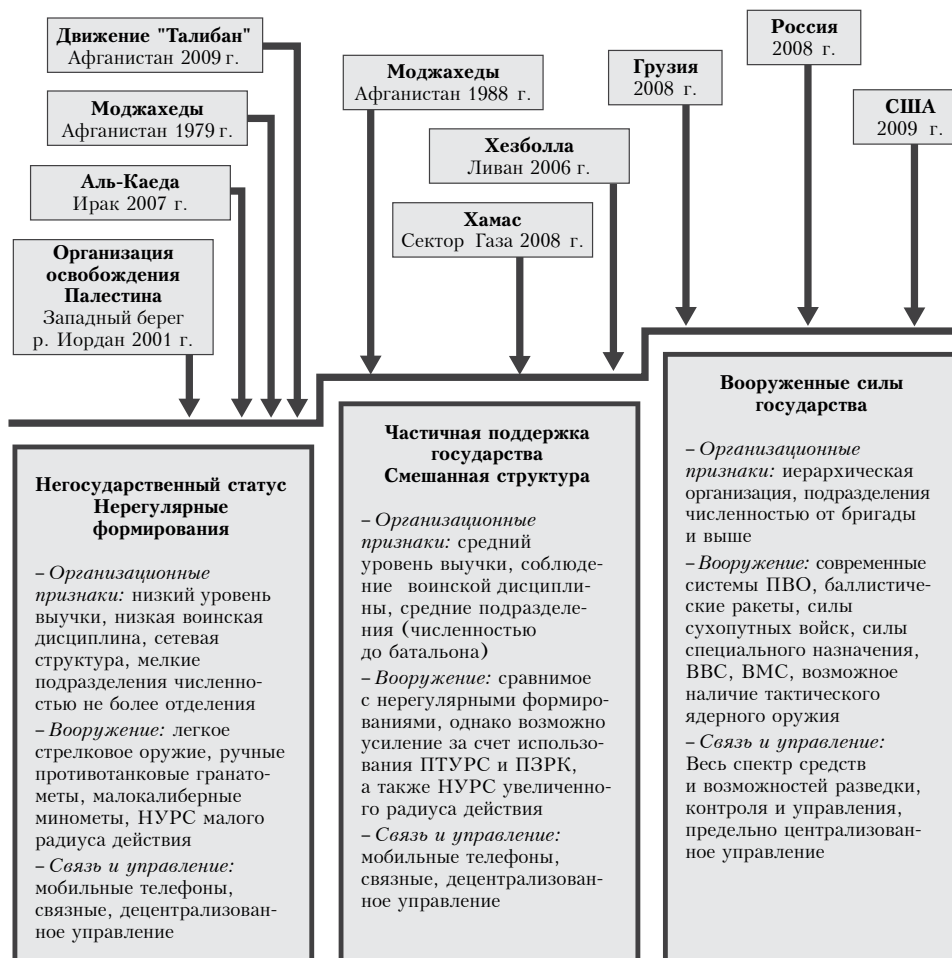 Движение "Талибан"
Афганистан 2009 г.
Моджахеды
Афганистан 1979 г.
Аль-Каеда
Ирак 2007 г.
Организация
освобождения
Палестина
Западный берег
р. Иордан 2001 г.
Моджахеды
Афганистан 1988 г.
Хезболла
Ливан 2006 г.
Хамас
Сектор Газа 2008 г.
Грузия
2008 г.
Россия
2008 г.
США
2009 г.
Негосударственный статус
Нерегулярные
формирования
– Организационные
признаки: низкий уровень
выучки, низкая воинская
дисциплина, сетевая
структура, мелкие
подразделения численно-
стью не более отделения
– Вооружение: легкое
стрелковое оружие, ручные
противотанковые гранато-
меты, малокалиберные
минометы, НУРС малого
радиуса действия
– Связь и управление:
мобильные телефоны,
связные, децентрализован-
ное управление
Частичная поддержка
государства
Смешанная структура
– Организационные
признаки: средний
уровень выучки, соблюде-
ние воинской дисципли-
ны, средние подразделе-
ния (численностью
до батальона)
– Вооружение: сравнимое
с нерегулярными формиро-
ваниями, однако возможно
усиление за счет использо-
вания ПТУРС и ПЗРК,
а также НУРС увеличенно-
го радиуса действия
– Связь и управление:
мобильные телефоны,
связные, децентрализован-
ное управление
Вооруженные силы
государства
– Организационные
признаки: иерархическая
организация, подразделения
численностью от бригады
и выше
– Вооружение: современные
системы ПВО, баллистиче-
ские ракеты, силы
сухопутных войск, силы
специального назначения,
ВВС, ВМС, возможное
наличие тактического
ядерного оружия
– Связь и управление:
Весь спектр средств
и возможностей разведки,
контроля и управления,
предельно централизован-
ное управление